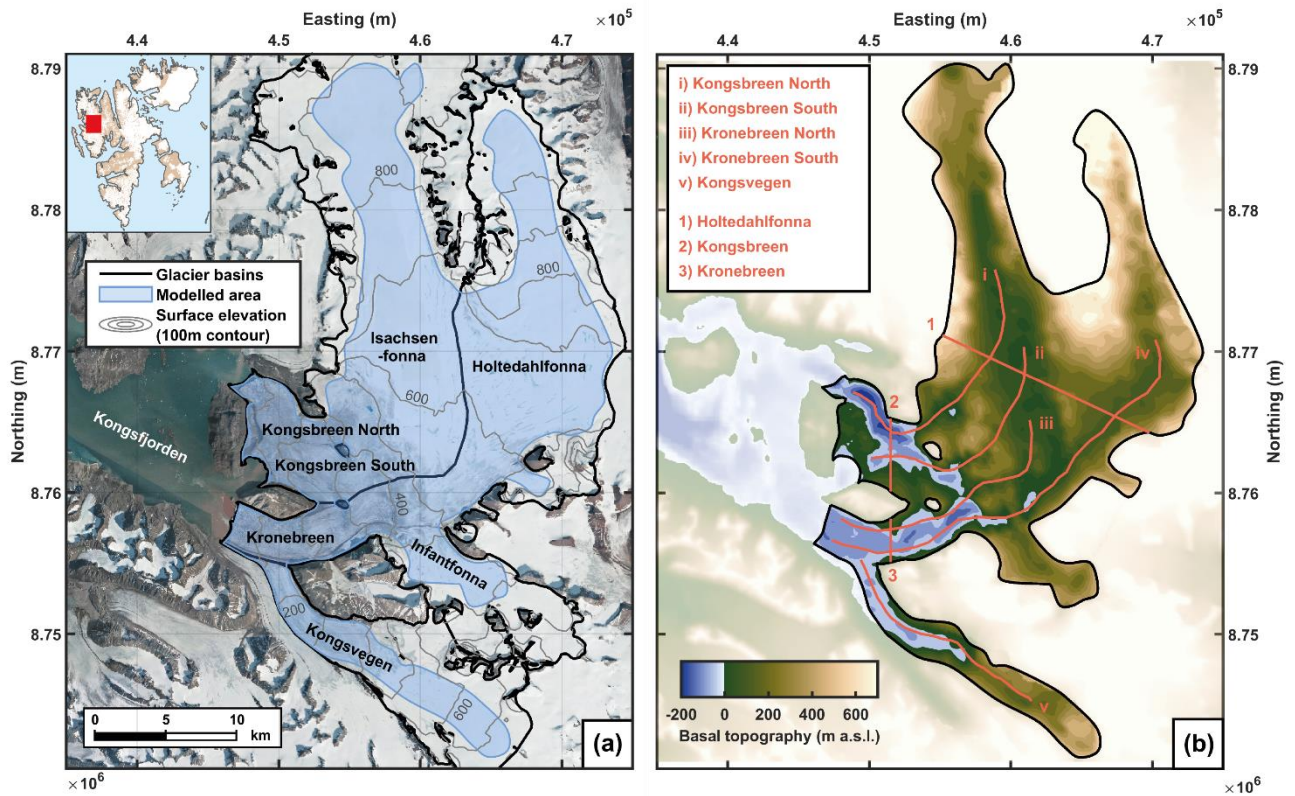 Easting (m)
×10⁵
4.4
4.5
4.6
4.7
8.79
8.78
8.77
8.76
8.75
Northing (m)
×10⁶
Glacier basins
Modelled area
Surface elevation
(100m contour)
800
800
Isachsen
-fonna
Holtedahlfonna
600
Kongsbreen North
Kongsfjorden
Kongsbreen South
400
Kronebreen
Infantfonna
200
Kongsvegen
600
0
5
10
km
(a)
Easting (m)
×10⁵
4.4
4.5
4.6
4.7
i) Kongsbreen North
ii) Kongsbreen South
iii) Kronebreen North
iv) Kronebreen South
v) Kongsvegen
1) Holtedahlfonna
2) Kongsbreen
3) Kronebreen
i
1
ii
iv
2
iii
3
v
-200
0
200
400
600
Basal topography (m a.s.l.)
(b)
8.79
8.78
8.77
8.76
8.75
Northing (m)
×10⁶